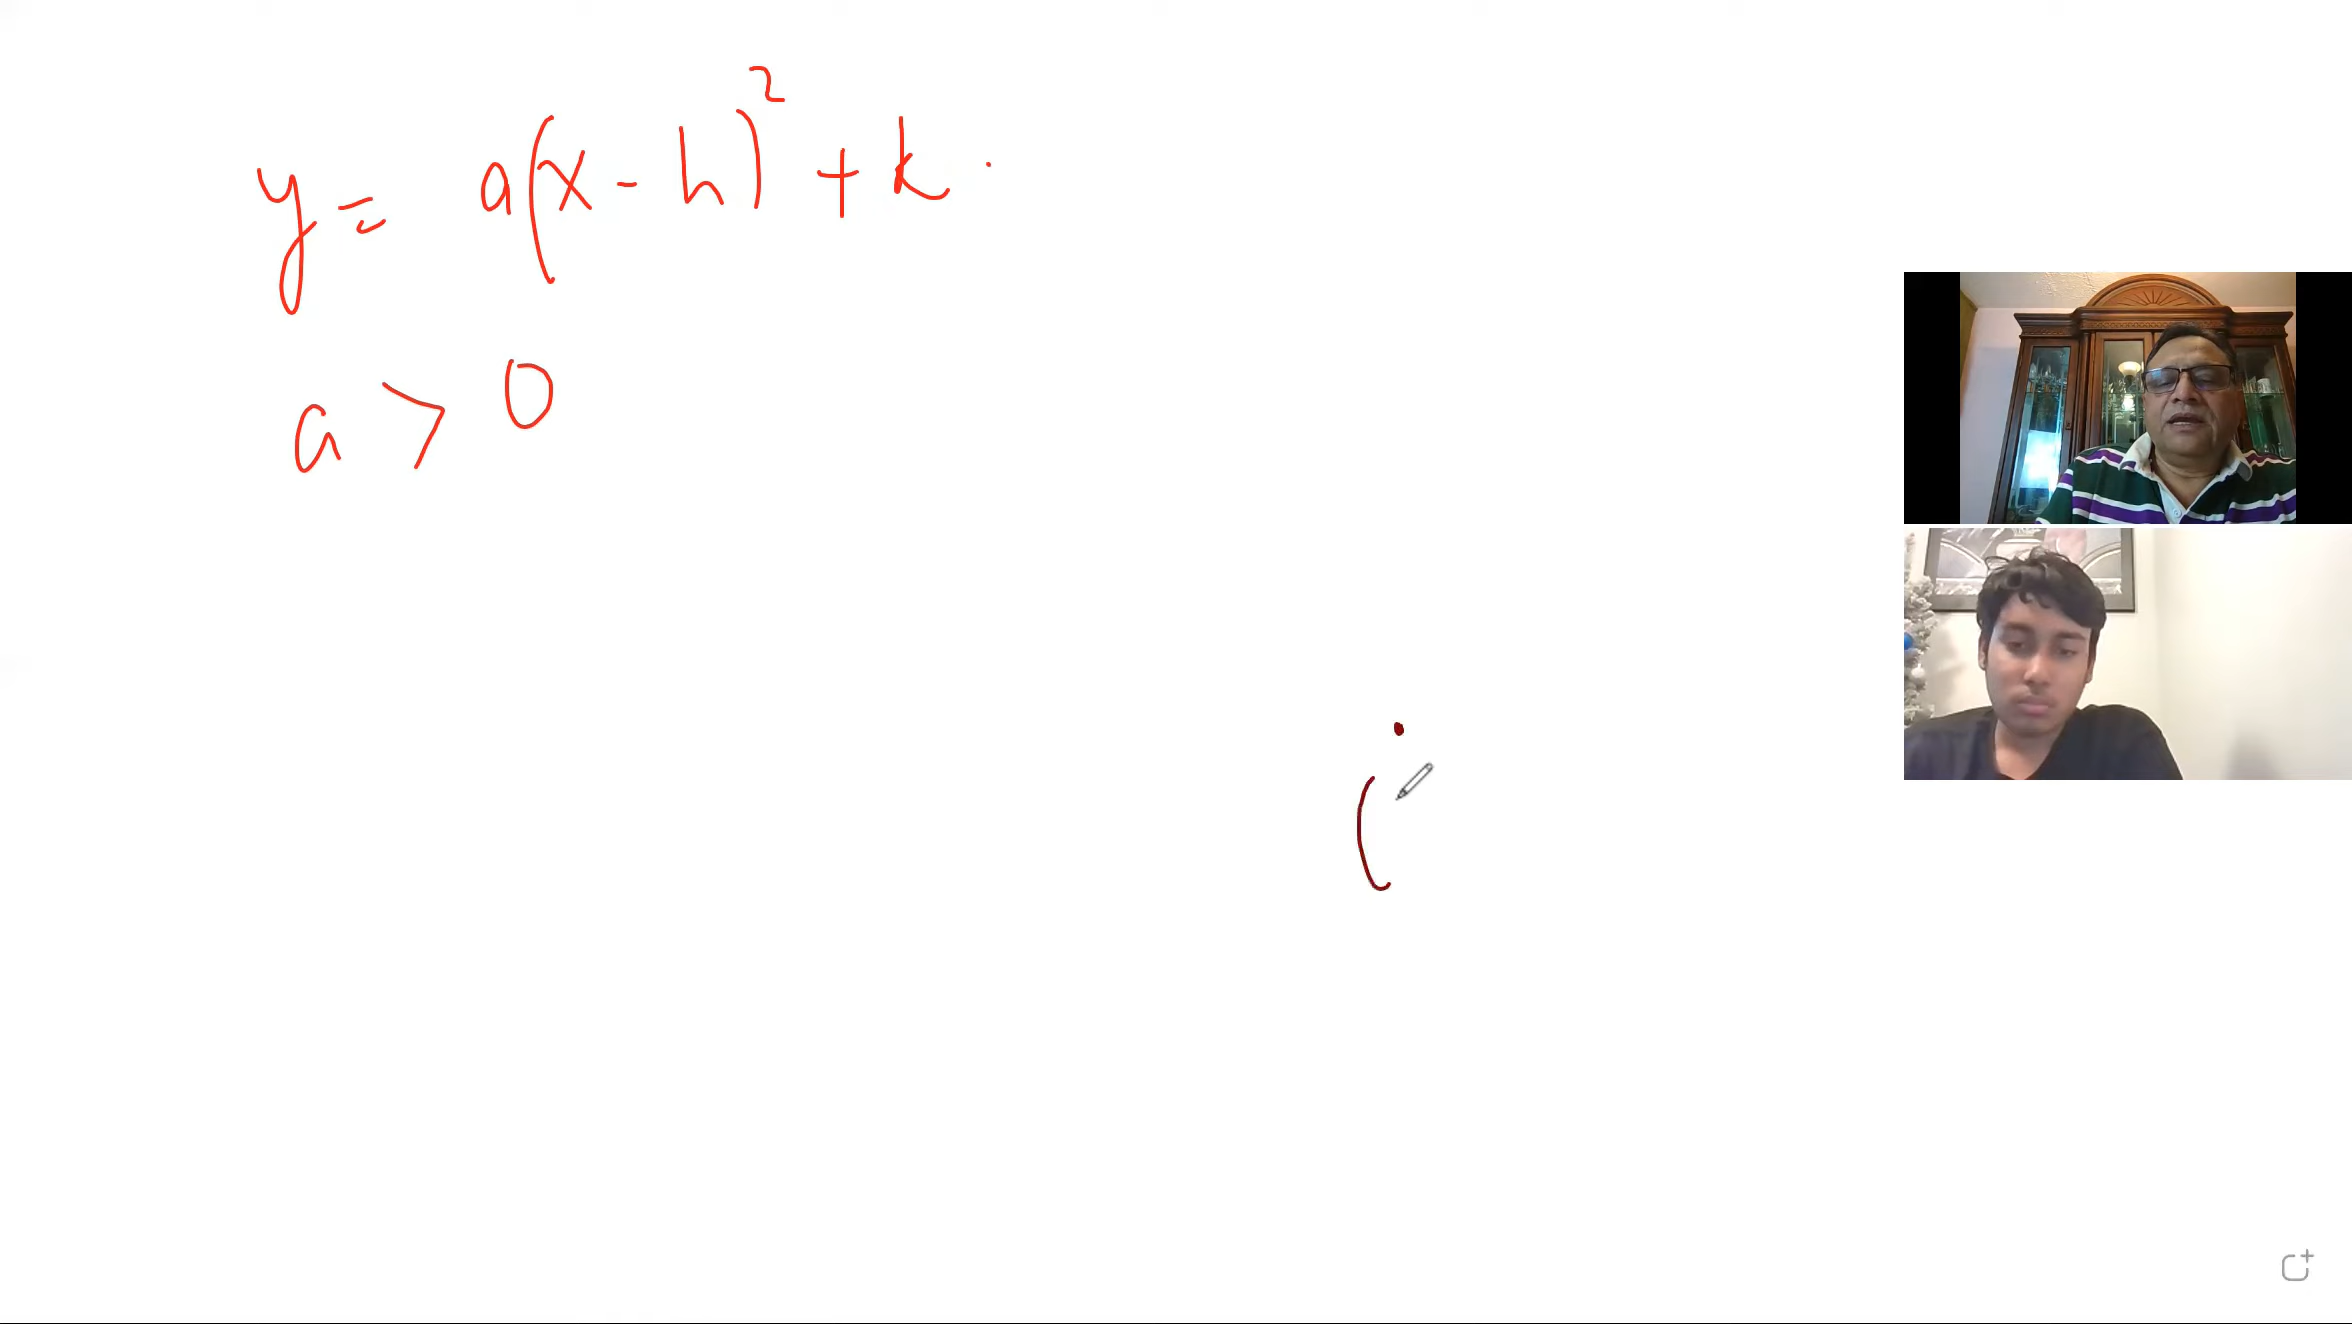 y = a(x - h)² + k .
a > 0
. (